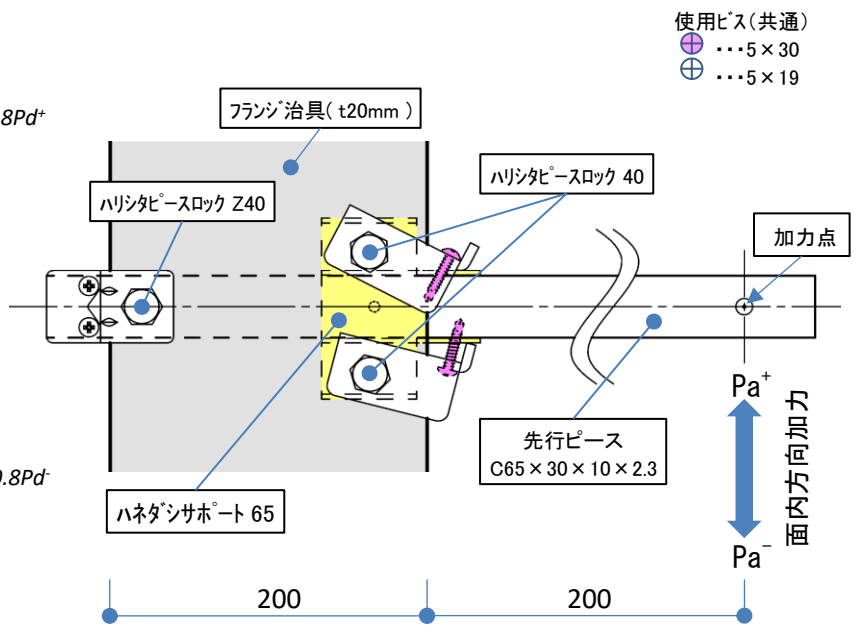 使用ビス(共通)
・・・5×30
・・・5×19
8Pd⁺
フランジ治具( t20mm )
ハリシタピースロック Z40
ハリシタピースロック 40
加力点
Pa⁺
面内方向加力
Pa⁻
先行ピース
C65×30×10×2.3
0.8Pd⁻
ハネダシサポート 65
200
200